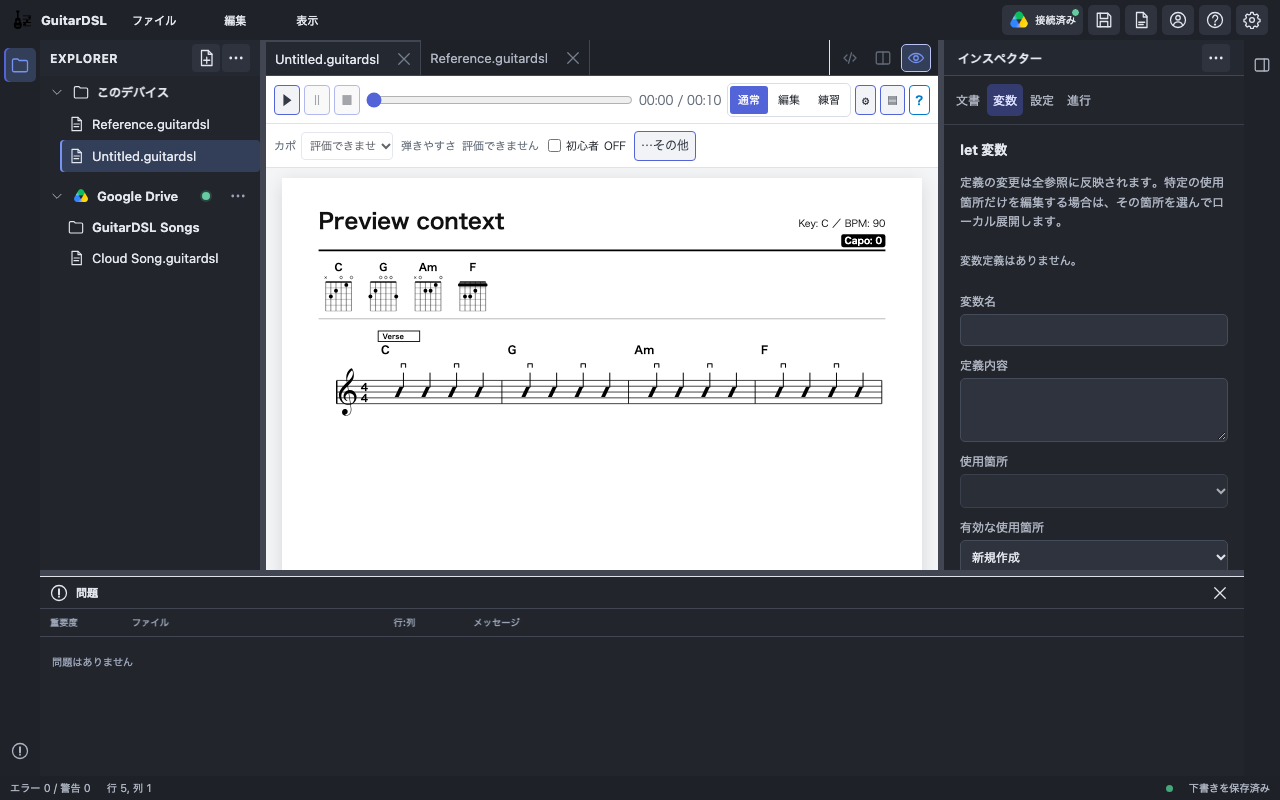 GuitarDSL ファイル 編集 表示 接続済み
EXPLORER
このデバイス
Reference.guitardsl
Untitled.guitardsl
Google Drive
GuitarDSL Songs
Cloud Song.guitardsl
Untitled.guitardsl Reference.guitardsl
00:00 / 00:10 通常 編集 練習 ?
カポ 評価できませ 弾きやすさ 評価できません 初心者 OFF …その他
Preview context
Key: C ／ BPM: 90
Capo: 0
C G Am F
Verse
C G Am F
4
4
インスペクター
文書 変数 設定 進行
let 変数
定義の変更は全参照に反映されます。特定の使用
箇所だけを編集する場合は、その箇所を選んでロ
ーカル展開します。
変数定義はありません。
変数名
定義内容
使用箇所
有効な使用箇所
新規作成
問題
重要度 ファイル 行:列 メッセージ
問題はありません
エラー 0 / 警告 0 行 5, 列 1 下書きを保存済み